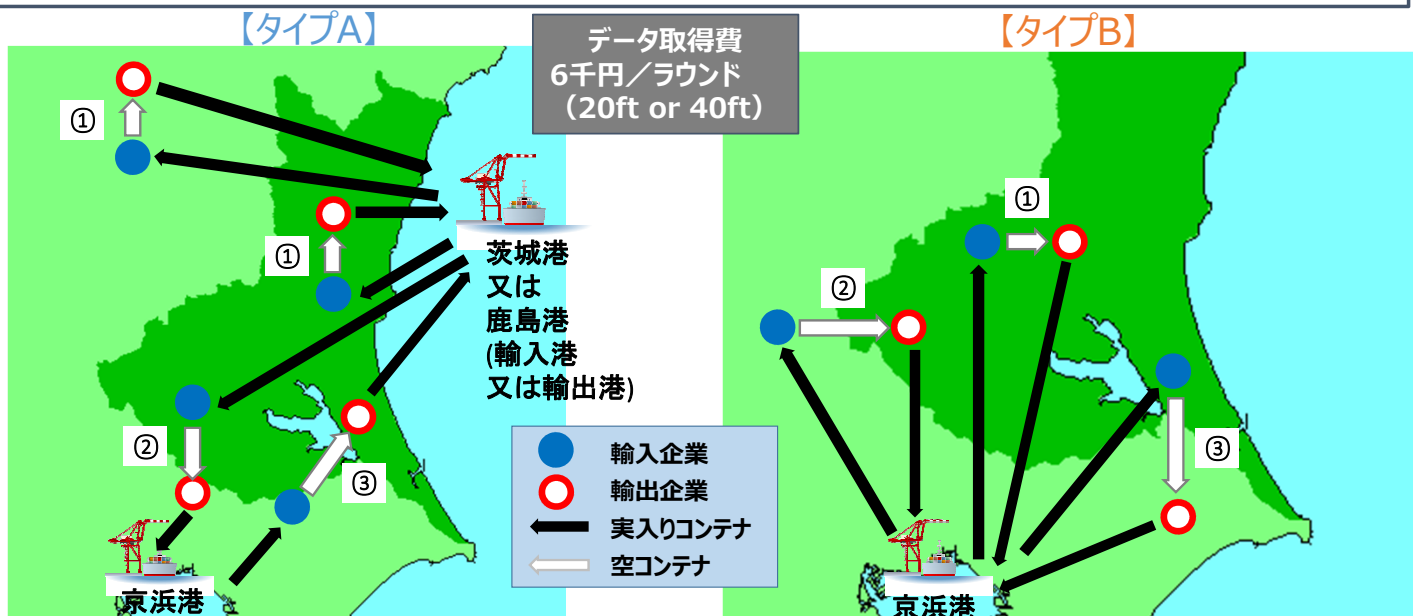 【タイプA】
データ取得費
6千円／ラウンド
（20ft or 40ft）
【タイプB】
①
①
茨城港
又は
鹿島港
(輸入港
又は輸出港)
②
③
京浜港
輸入企業
輸出企業
実入りコンテナ
空コンテナ
①
②
③
京浜港